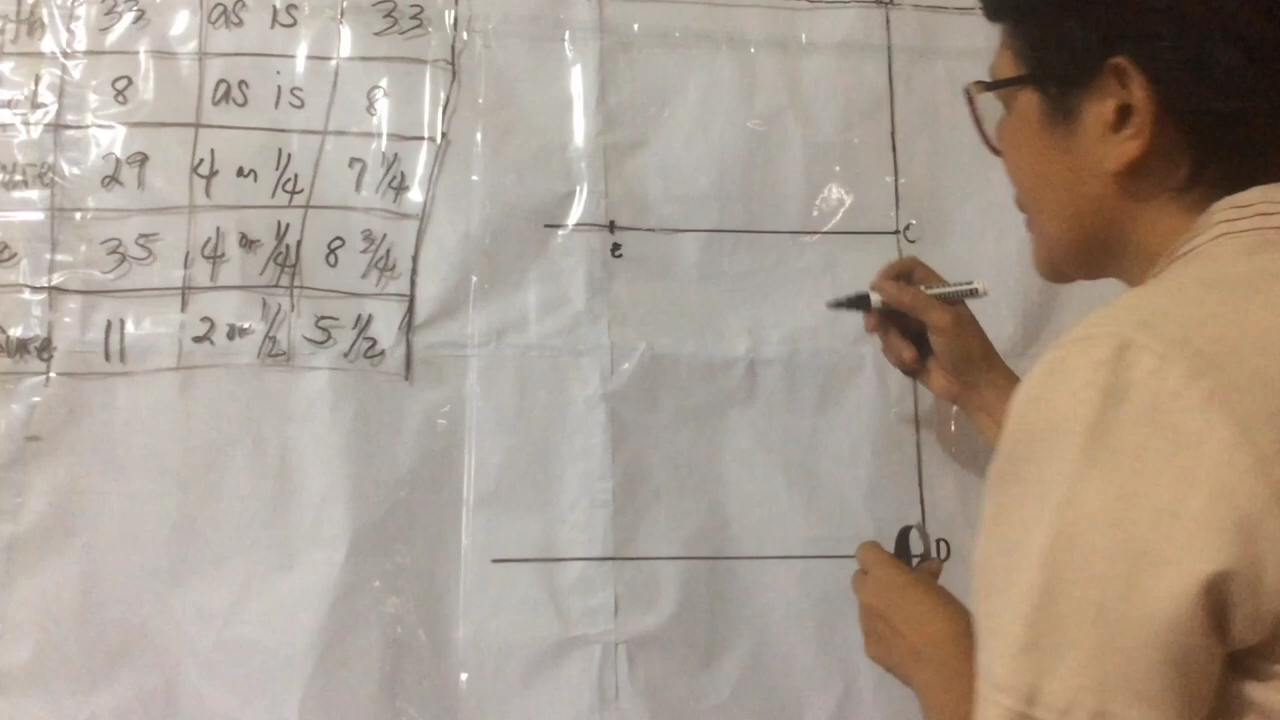 33 as is 33
8 as is 8
29 4 or 1/4 7 1/4
35 4 or 1/4 8 3/4
11 2 or 1/2 5 1/2
C
E
D